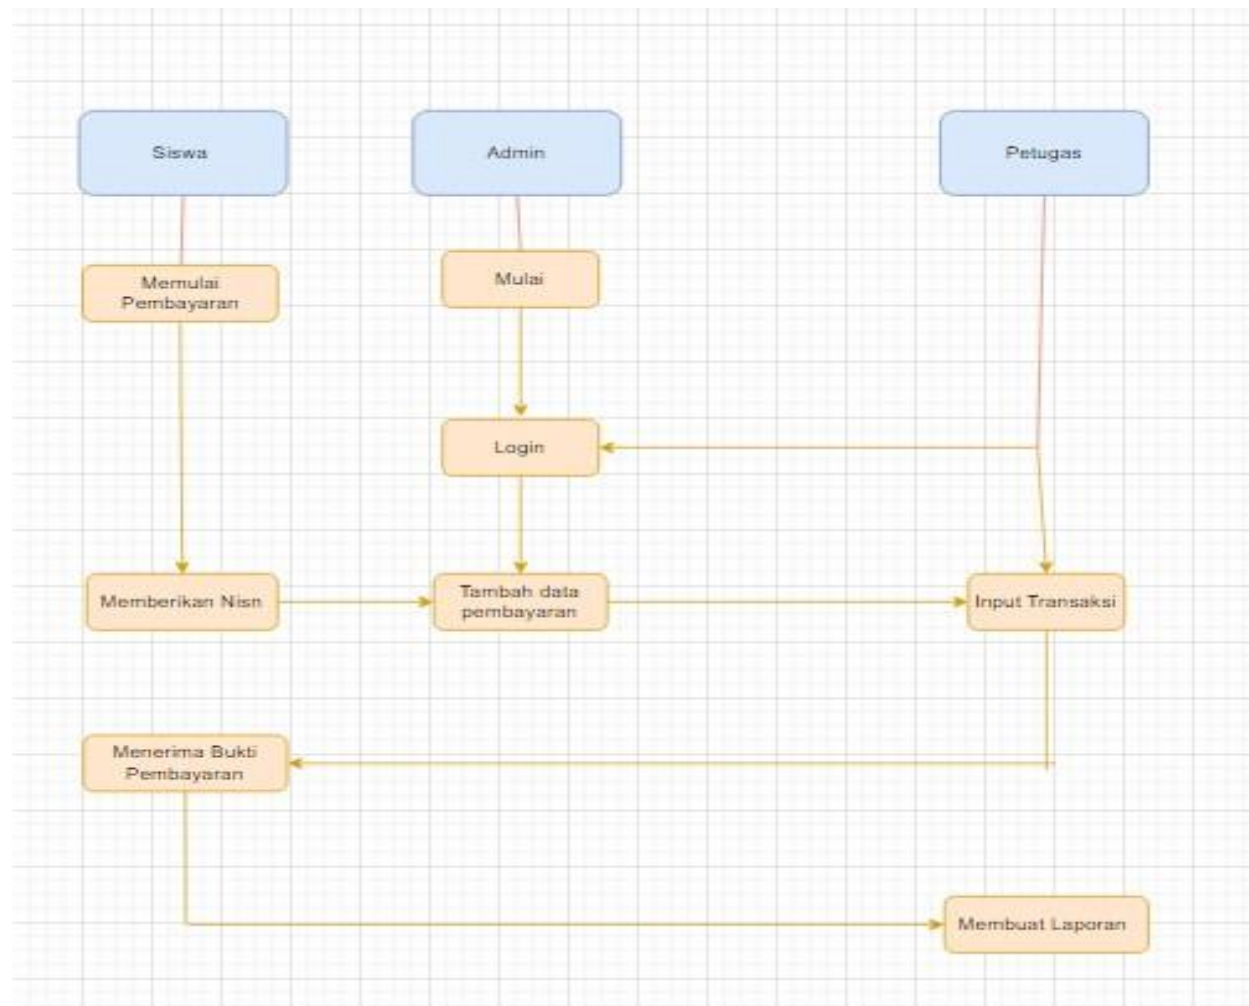 Siswa
Admin
Petugas
Memulai
Pembayaran
Mulai
Login
Memberikan Nisn
Tambah data
pembayaran
Input Transaksi
Menerima Bukti
Pembayaran
Membuat Laporan